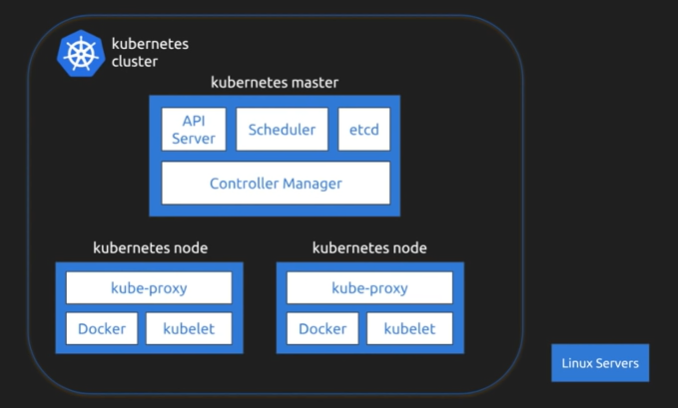 kubernetes
cluster
kubernetes master
API
Server
Scheduler
etcd
Controller Manager
kubernetes node
kube-proxy
Docker
kubelet
kubernetes node
kube-proxy
Docker
kubelet
Linux Servers